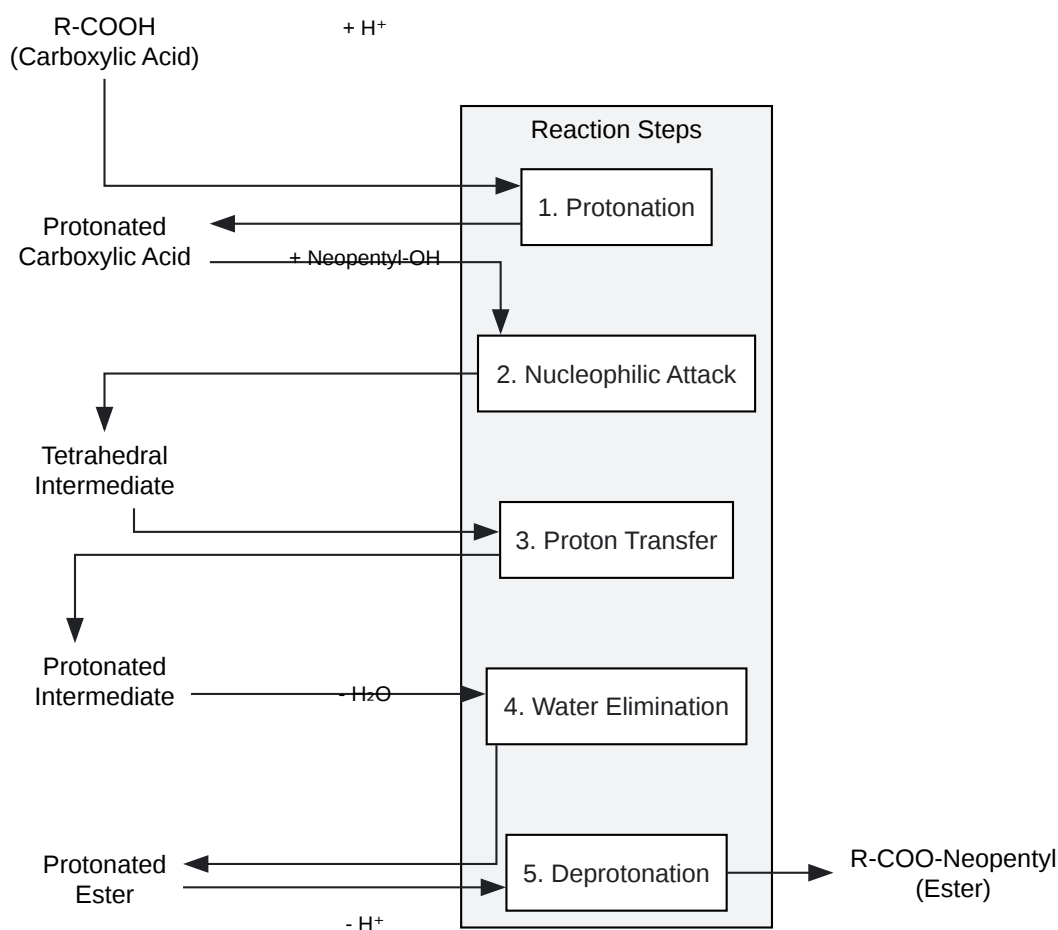 R-COOH
(Carboxylic Acid)
+ H⁺
Reaction Steps
1. Protonation
Protonated
Carboxylic Acid
+ Neopentyl-OH
2. Nucleophilic Attack
Tetrahedral
Intermediate
3. Proton Transfer
Protonated
Intermediate
- H₂O
4. Water Elimination
Protonated
Ester
- H⁺
5. Deprotonation
R-COO-Neopentyl
(Ester)